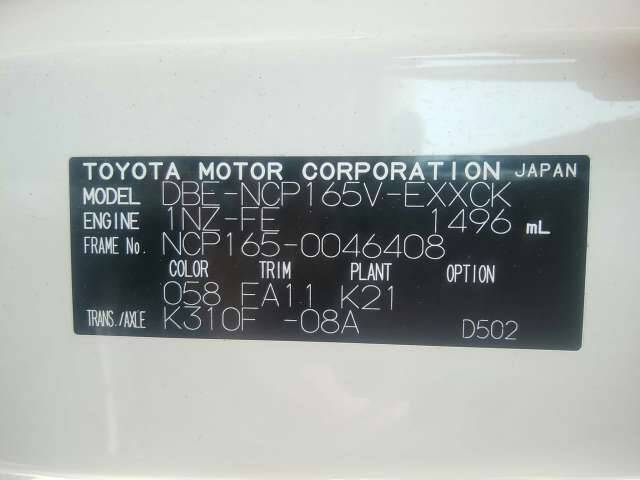 TOYOTA MOTOR CORPORATION JAPAN
MODEL DBE-NCP165V-EXXCK
ENGINE 1NZ-FE 1496 mL
FRAME No. NCP165-0046408
COLOR TRIM PLANT OPTION
058 FA11 K21
TRANS./AXLE K310F -08A D502